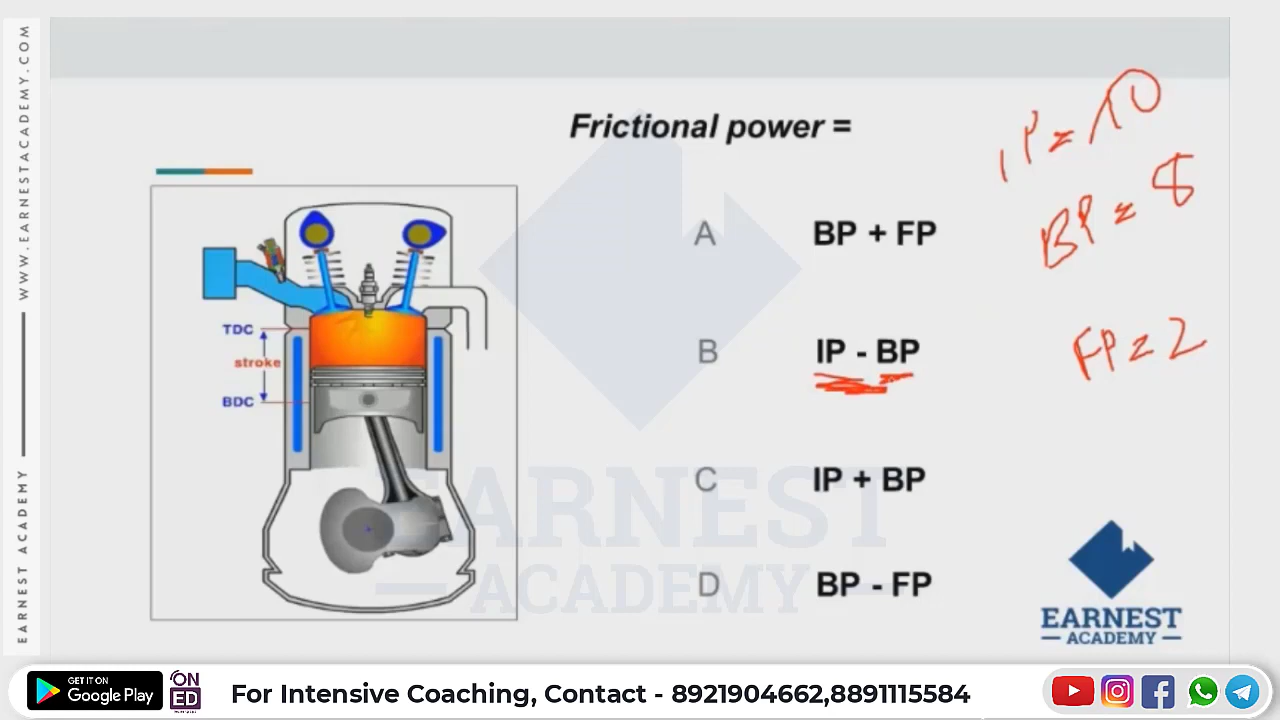 WWW.EARNESTACADEMY.COM
EARNEST ACADEMY
Frictional power =
A BP + FP
B IP - BP
C IP + BP
D BP - FP
IP = 10
BP = 8
FP = 2
TDC
stroke
BDC
EARNEST
ACADEMY
EARNEST
ACADEMY
GET IT ON
Google Play
ON
ED
For Intensive Coaching, Contact - 8921904662,8891115584